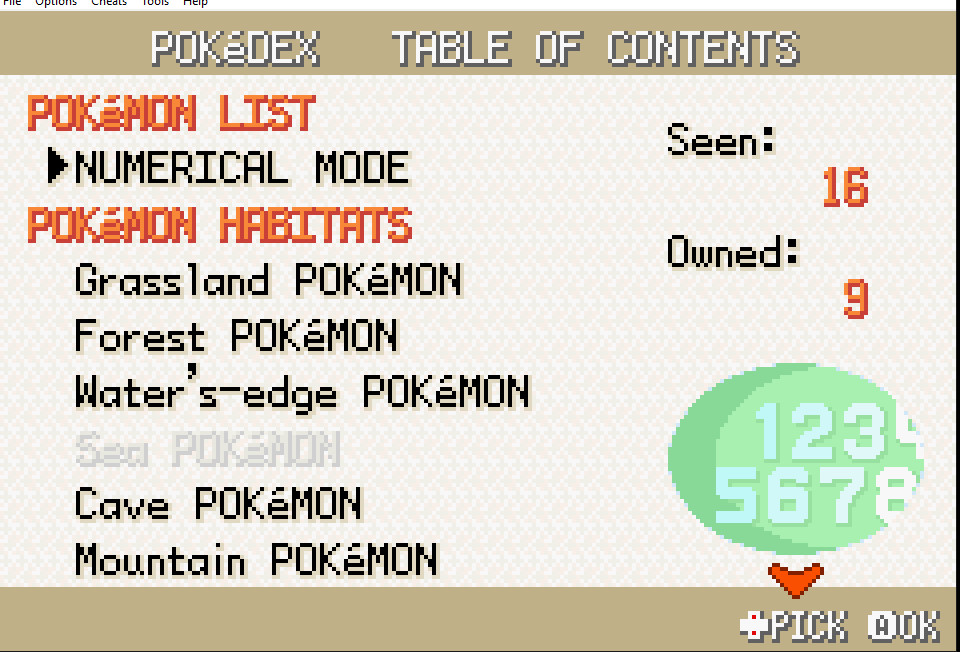 File Options Cheats Tools Help
POKéDEX TABLE OF CONTENTS
POKéMON LIST
▶NUMERICAL MODE
POKéMON HABITATS
Grassland POKéMON
Forest POKéMON
Water's-edge POKéMON
Sea POKéMON
Cave POKéMON
Mountain POKéMON
Seen:
16
Owned:
9
1234
5678
PICK A OK